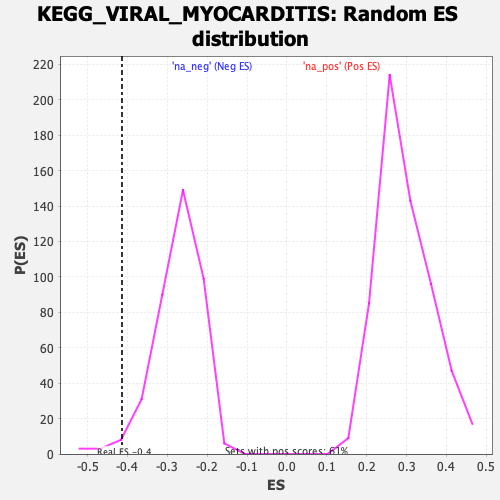 KEGG_VIRAL_MYOCARDITIS: Random ES
distribution
'na_neg' (Neg ES)
'na_pos' (Pos ES)
220
200
180
160
140
120
100
80
60
40
20
0
P(ES)
Real ES -0.4
Sets with pos scores: 61%
-0.5 -0.4 -0.3 -0.2 -0.1 0.0 0.1 0.2 0.3 0.4 0.5
ES